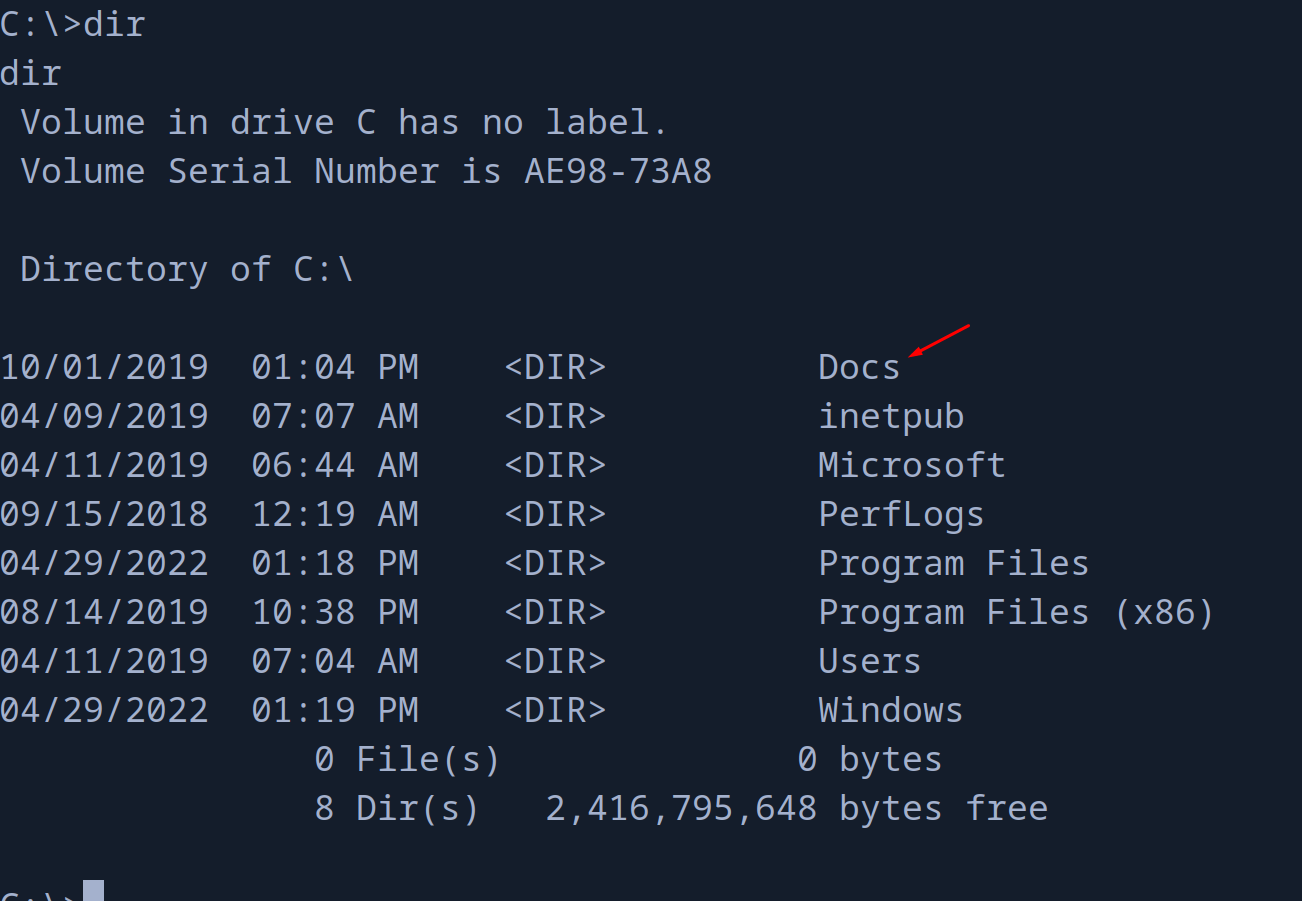 C:\>dir
dir
 Volume in drive C has no label.
 Volume Serial Number is AE98-73A8
 Directory of C:\
10/01/2019  01:04 PM    <DIR>          Docs
04/09/2019  07:07 AM    <DIR>          inetpub
04/11/2019  06:44 AM    <DIR>          Microsoft
09/15/2018  12:19 AM    <DIR>          PerfLogs
04/29/2022  01:18 PM    <DIR>          Program Files
08/14/2019  10:38 PM    <DIR>          Program Files (x86)
04/11/2019  07:04 AM    <DIR>          Users
04/29/2022  01:19 PM    <DIR>          Windows
               0 File(s)              0 bytes
               8 Dir(s)   2,416,795,648 bytes free
C:\>